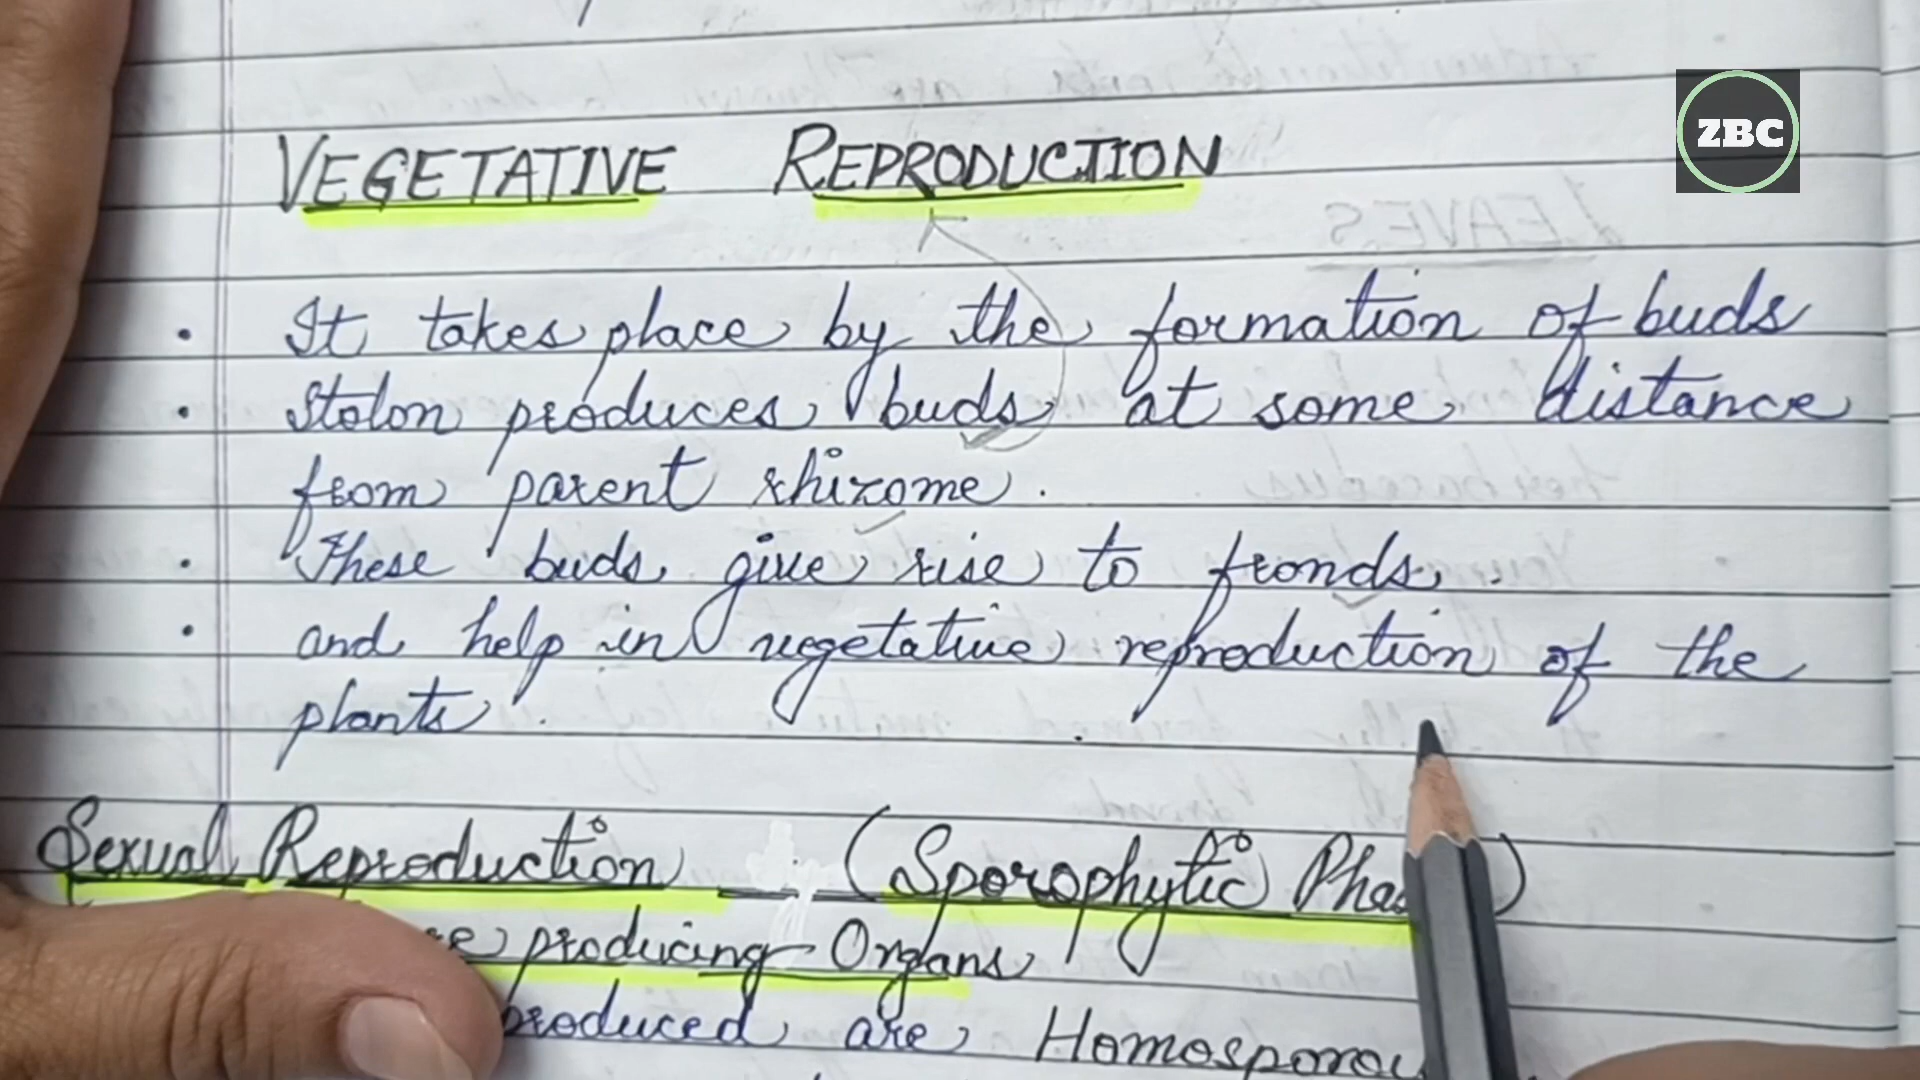 VEGETATIVE REPRODUCTION
ZBC
LEAVES
• It takes place by the formation of buds
• Stolon produces buds at some distance
from parent rhizome.
• These buds give rise to fronds.
• and help in vegetative reproduction of the
plants.
Sexual Reproduction — (Sporophytic Phas )
producing Organs
produced are Homosporou